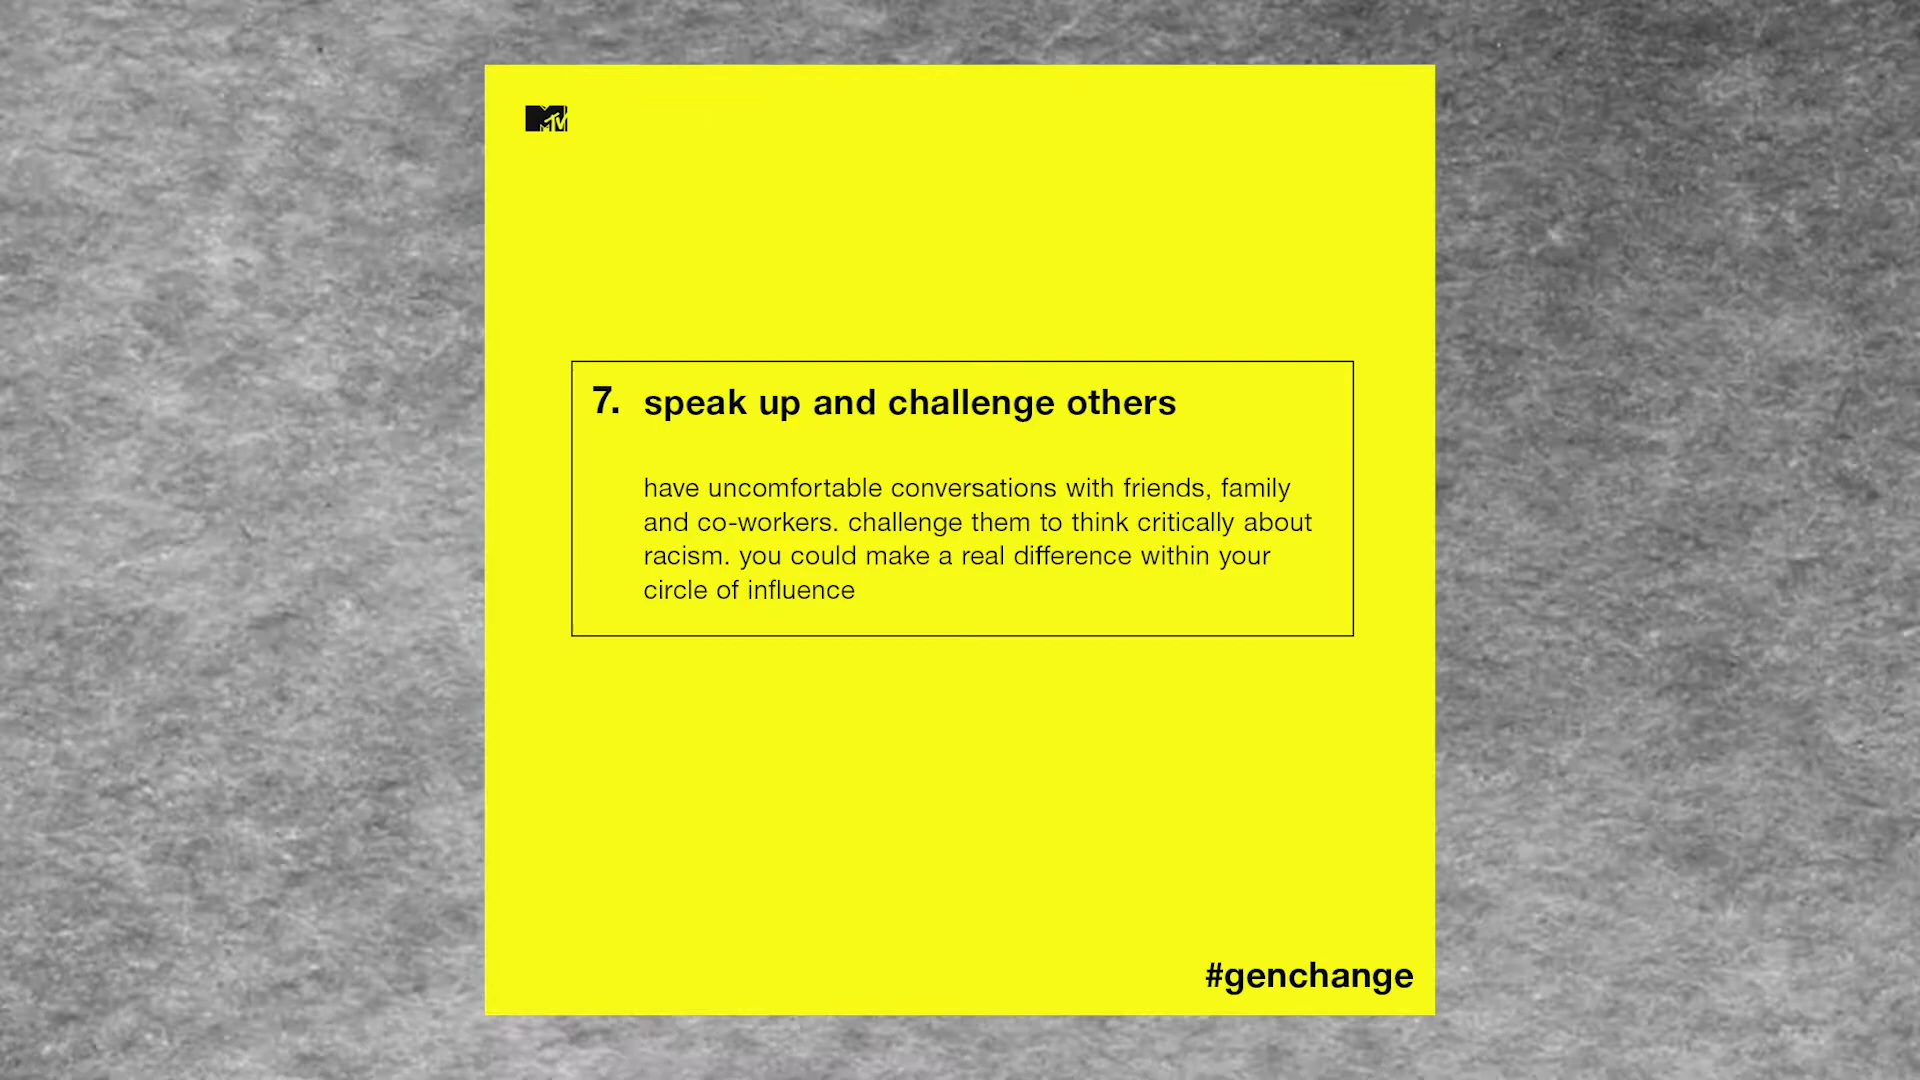 MTV
7. speak up and challenge others
have uncomfortable conversations with friends, family
and co-workers. challenge them to think critically about
racism. you could make a real difference within your
circle of influence
#genchange